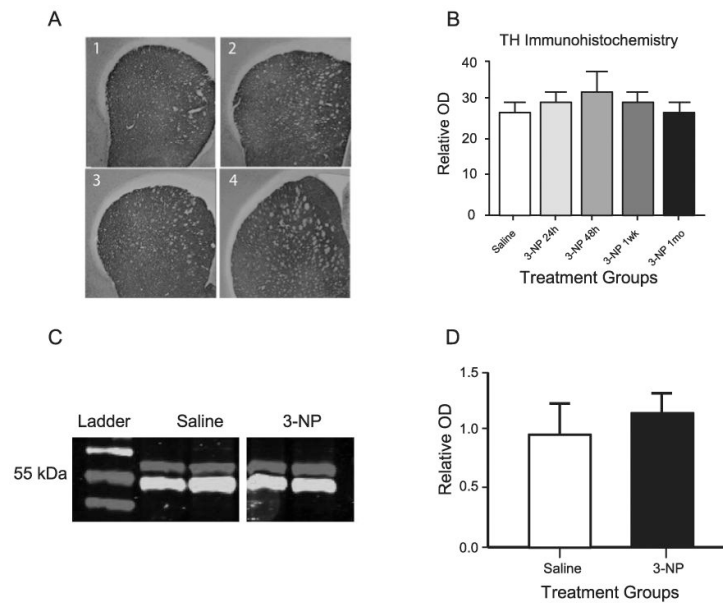 A
1
2
3
4
B
TH Immunohistochemistry
Relative OD
40
30
20
10
0
Saline
3-NP 24h
3-NP 48h
3-NP 1wk
3-NP 1mo
Treatment Groups
C
Ladder Saline 3-NP
55 kDa
D
Relative OD
1.5
1.0
0.5
0.0
Saline 3-NP
Treatment Groups